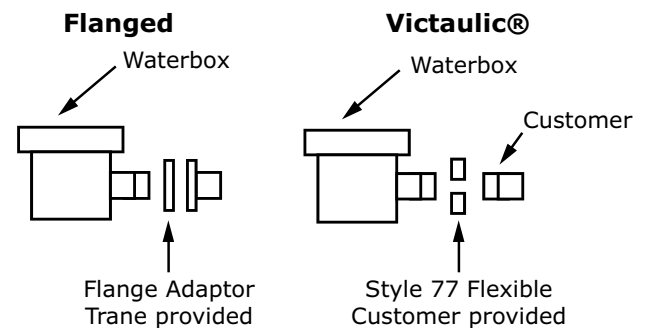 Flanged
Waterbox
Flange Adaptor
Trane provided
Victaulic®
Waterbox
Customer
Style 77 Flexible
Customer provided